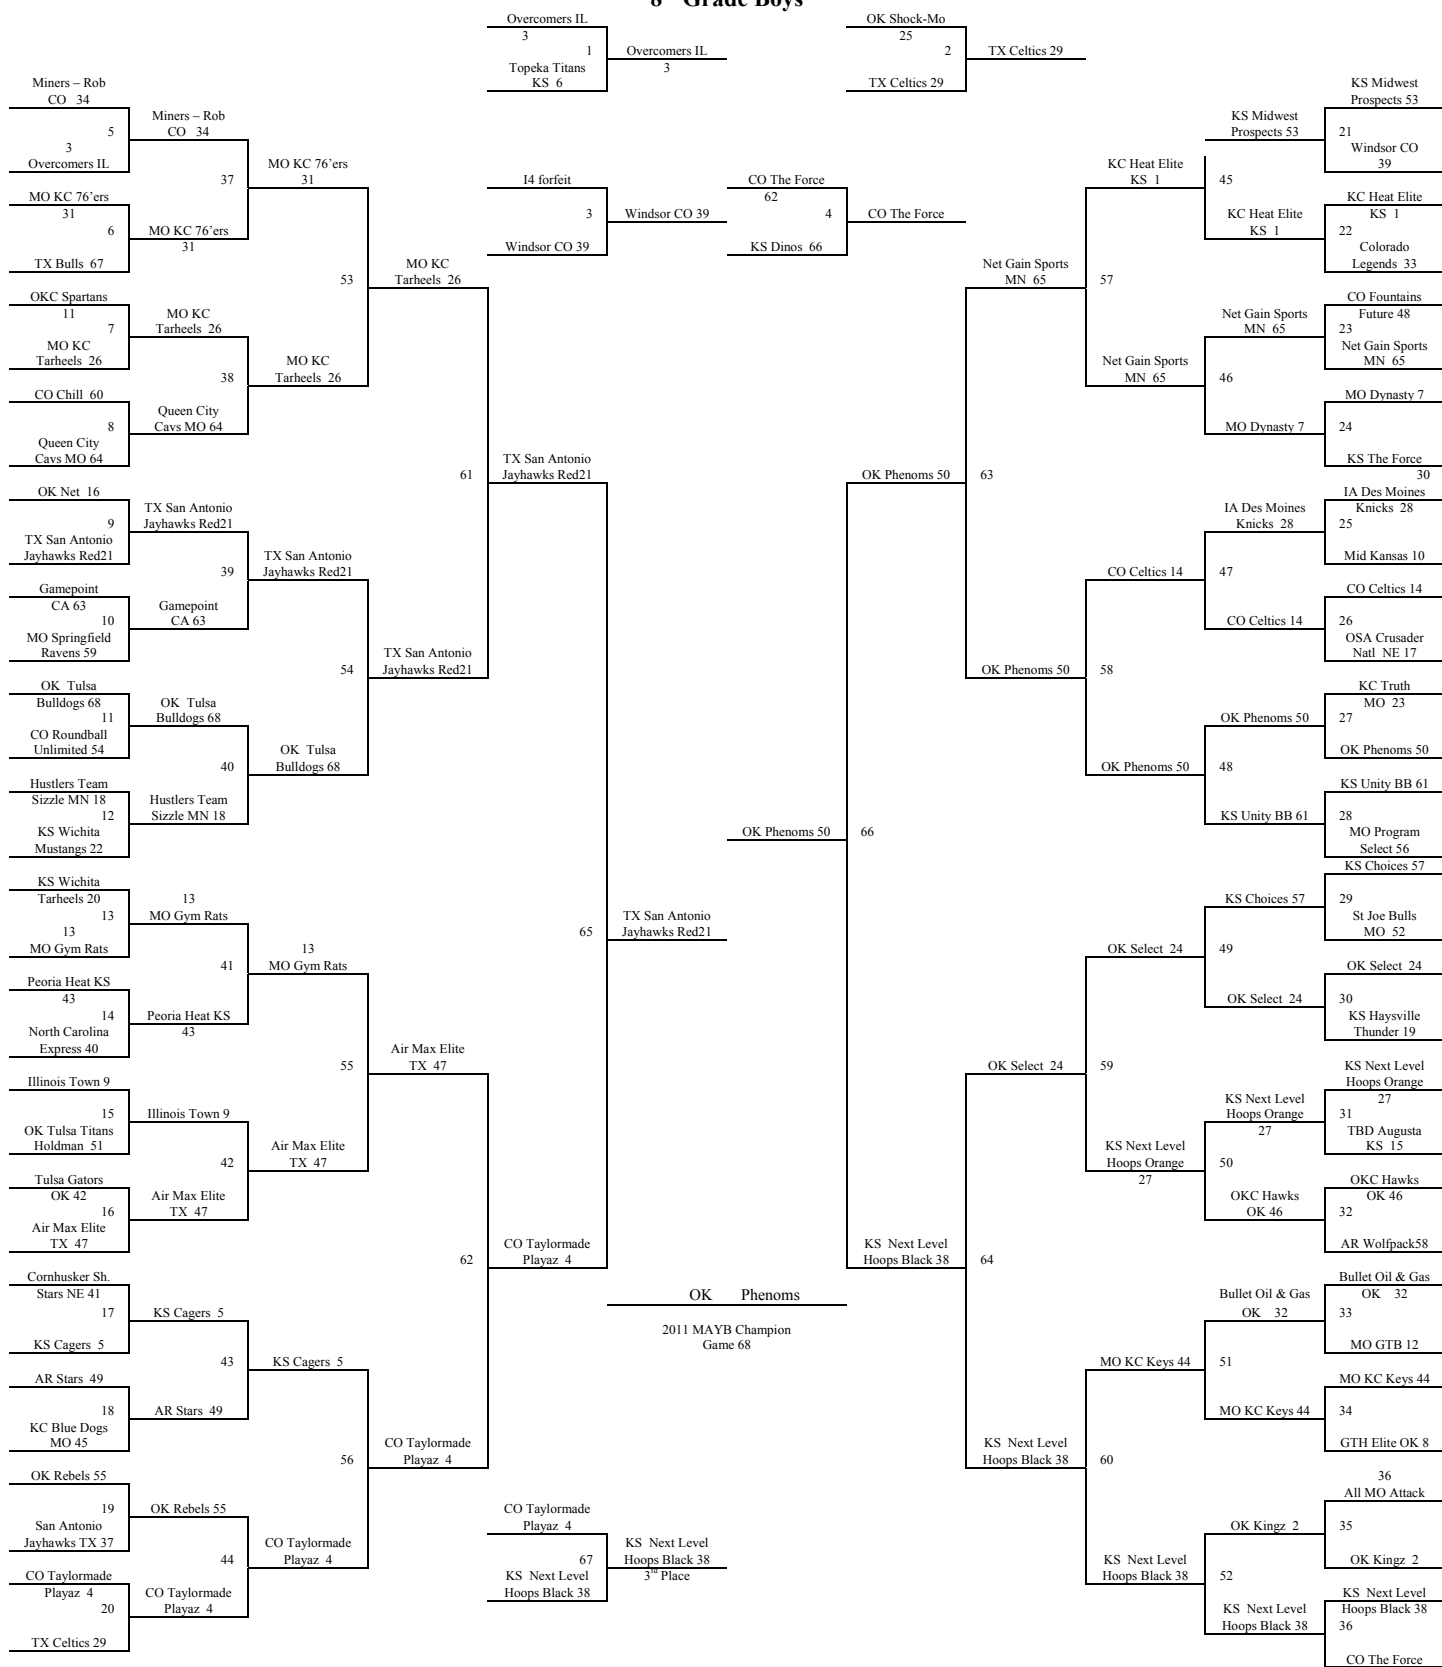 8th Grade Boys
Overcomers IL
3
1
Topeka Titans
KS 6
Overcomers IL
3
OK Shock-Mo
25
2
TX Celtics 29
TX Celtics 29
I4 forfeit
3
Windsor CO 39
Windsor CO 39
CO The Force
62
4
KS Dinos 66
CO The Force
Miners – Rob
CO 34
5
3
Overcomers IL
MO KC 76’ers
31
6
TX Bulls 67
OKC Spartans
11
7
MO KC
Tarheels 26
CO Chill 60
8
Queen City
Cavs MO 64
OK Net 16
9
TX San Antonio
Jayhawks Red21
Gamepoint
CA 63
10
MO Springfield
Ravens 59
OK Tulsa
Bulldogs 68
11
CO Roundball
Unlimited 54
Hustlers Team
Sizzle MN 18
12
KS Wichita
Mustangs 22
KS Wichita
Tarheels 20
13
13
MO Gym Rats
Peoria Heat KS
43
14
North Carolina
Express 40
Illinois Town 9
15
OK Tulsa Titans
Holdman 51
Tulsa Gators
OK 42
16
Air Max Elite
TX 47
Cornhusker Sh.
Stars NE 41
17
KS Cagers 5
AR Stars 49
18
KC Blue Dogs
MO 45
OK Rebels 55
19
San Antonio
Jayhawks TX 37
CO Taylormade
Playaz 4
20
TX Celtics 29
Miners – Rob
CO 34
37
MO KC 76’ers
31
MO KC
Tarheels 26
38
Queen City
Cavs MO 64
TX San Antonio
Jayhawks Red21
39
Gamepoint
CA 63
OK Tulsa
Bulldogs 68
40
Hustlers Team
Sizzle MN 18
13
MO Gym Rats
41
Peoria Heat KS
43
Illinois Town 9
42
Air Max Elite
TX 47
KS Cagers 5
43
AR Stars 49
OK Rebels 55
44
CO Taylormade
Playaz 4
MO KC 76’ers
31
53
MO KC
Tarheels 26
TX San Antonio
Jayhawks Red21
54
OK Tulsa
Bulldogs 68
13
MO Gym Rats
55
Air Max Elite
TX 47
KS Cagers 5
56
CO Taylormade
Playaz 4
MO KC
Tarheels 26
61
TX San Antonio
Jayhawks Red21
Air Max Elite
TX 47
62
CO Taylormade
Playaz 4
TX San Antonio
Jayhawks Red21
65
CO Taylormade
Playaz 4
TX San Antonio
Jayhawks Red21
OK Phenoms 50
66
OK Phenoms
2011 MAYB Champion
Game 68
CO Taylormade
Playaz 4
67
KS Next Level
Hoops Black 38
KS Next Level
Hoops Black 38
3rd Place
OK Phenoms 50
63
KS Next Level
Hoops Black 38
64
Net Gain Sports
MN 65
57
OK Phenoms 50
58
OK Select 24
59
KS Next Level
Hoops Black 38
60
KC Heat Elite
KS 1
45
Net Gain Sports
MN 65
46
CO Celtics 14
47
OK Phenoms 50
48
OK Select 24
49
KS Next Level
Hoops Orange
27
50
MO KC Keys 44
51
KS Next Level
Hoops Black 38
52
KS Midwest
Prospects 53
KC Heat Elite
KS 1
Net Gain Sports
MN 65
MO Dynasty 7
IA Des Moines
Knicks 28
CO Celtics 14
OK Phenoms 50
KS Unity BB 61
KS Choices 57
OK Select 24
KS Next Level
Hoops Orange
27
OKC Hawks
OK 46
Bullet Oil & Gas
OK 32
MO KC Keys 44
OK Kingz 2
KS Next Level
Hoops Black 38
KS Midwest
Prospects 53
21
Windsor CO
39
KC Heat Elite
KS 1
22
Colorado
Legends 33
CO Fountains
Future 48
23
Net Gain Sports
MN 65
MO Dynasty 7
24
KS The Force
30
IA Des Moines
Knicks 28
25
Mid Kansas 10
CO Celtics 14
26
OSA Crusader
Natl NE 17
KC Truth
MO 23
27
OK Phenoms 50
KS Unity BB 61
28
MO Program
Select 56
KS Choices 57
29
St Joe Bulls
MO 52
OK Select 24
30
KS Haysville
Thunder 19
KS Next Level
Hoops Orange
27
31
TBD Augusta
KS 15
OKC Hawks
OK 46
32
AR Wolfpack58
Bullet Oil & Gas
OK 32
33
MO GTB 12
MO KC Keys 44
34
GTH Elite OK 8
36
All MO Attack
35
OK Kingz 2
KS Next Level
Hoops Black 38
36
CO The Force